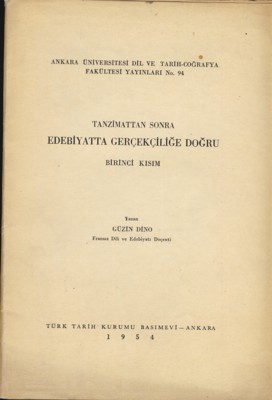 ANKARA ÜNİVERSİTESİ DİL VE TARİH-COĞRAFYA
FAKÜLTESİ YAYINLARI No. 94
TANZİMATTAN SONRA
EDEBİYATTA GERÇEKÇİLİĞE DOĞRU
BİRİNCİ KISIM
Yazan
GÜZİN DİNO
Fransız Dili ve Edebiyatı Doçenti
TÜRK TARİH KURUMU BASIMEVİ—ANKARA
1954